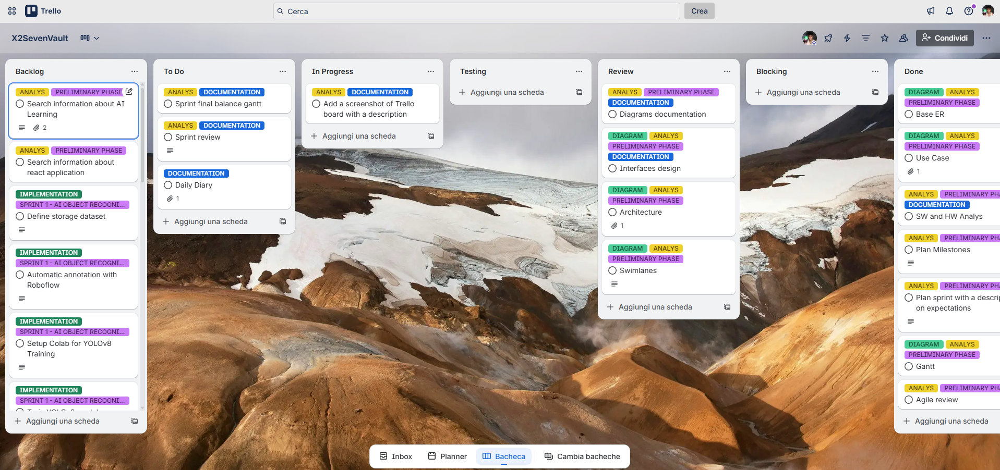 Trello
Cerca
Crea
X2SevenVault
Condividi
Backlog
ANALYS PRELIMINARY PHASE
Search information about AI
Learning
2
ANALYS PRELIMINARY PHASE
Search information about
react application
IMPLEMENTATION
SPRINT 1 - AI OBJECT RECOGNI...
Define storage dataset
IMPLEMENTATION
SPRINT 1 - AI OBJECT RECOGNI...
Automatic annotation with
Roboflow
IMPLEMENTATION
SPRINT 1 - AI OBJECT RECOGNI...
Setup Colab for YOLOv8
Training
IMPLEMENTATION
SPRINT 1 - AI OBJECT RECOGNI...
Aggiungi una scheda
To Do
ANALYS DOCUMENTATION
Sprint final balance gantt
ANALYS DOCUMENTATION
Sprint review
DOCUMENTATION
Daily Diary
1
Aggiungi una scheda
In Progress
ANALYS DOCUMENTATION
Add a screenshot of Trello
board with a description
Aggiungi una scheda
Testing
Aggiungi una scheda
Review
ANALYS PRELIMINARY PHASE
DOCUMENTATION
Diagrams documentation
DIAGRAM ANALYS
PRELIMINARY PHASE
DOCUMENTATION
Interfaces design
DIAGRAM ANALYS
PRELIMINARY PHASE
Architecture
1
DIAGRAM ANALYS
PRELIMINARY PHASE
Swimlanes
Aggiungi una scheda
Blocking
Aggiungi una scheda
Done
DIAGRAM ANALYS
PRELIMINARY PHASE
Base ER
DIAGRAM ANALYS
PRELIMINARY PHASE
Use Case
1
ANALYS PRELIMINARY PHA
DOCUMENTATION
SW and HW Analys
ANALYS PRELIMINARY PHA
Plan Milestones
ANALYS PRELIMINARY PHA
Plan sprint with a descrip
on expectations
DIAGRAM ANALYS
PRELIMINARY PHASE
Gantt
ANALYS PRELIMINARY PHA
Agile review
Aggiungi una scheda
Inbox
Planner
Bacheca
Cambia bacheche